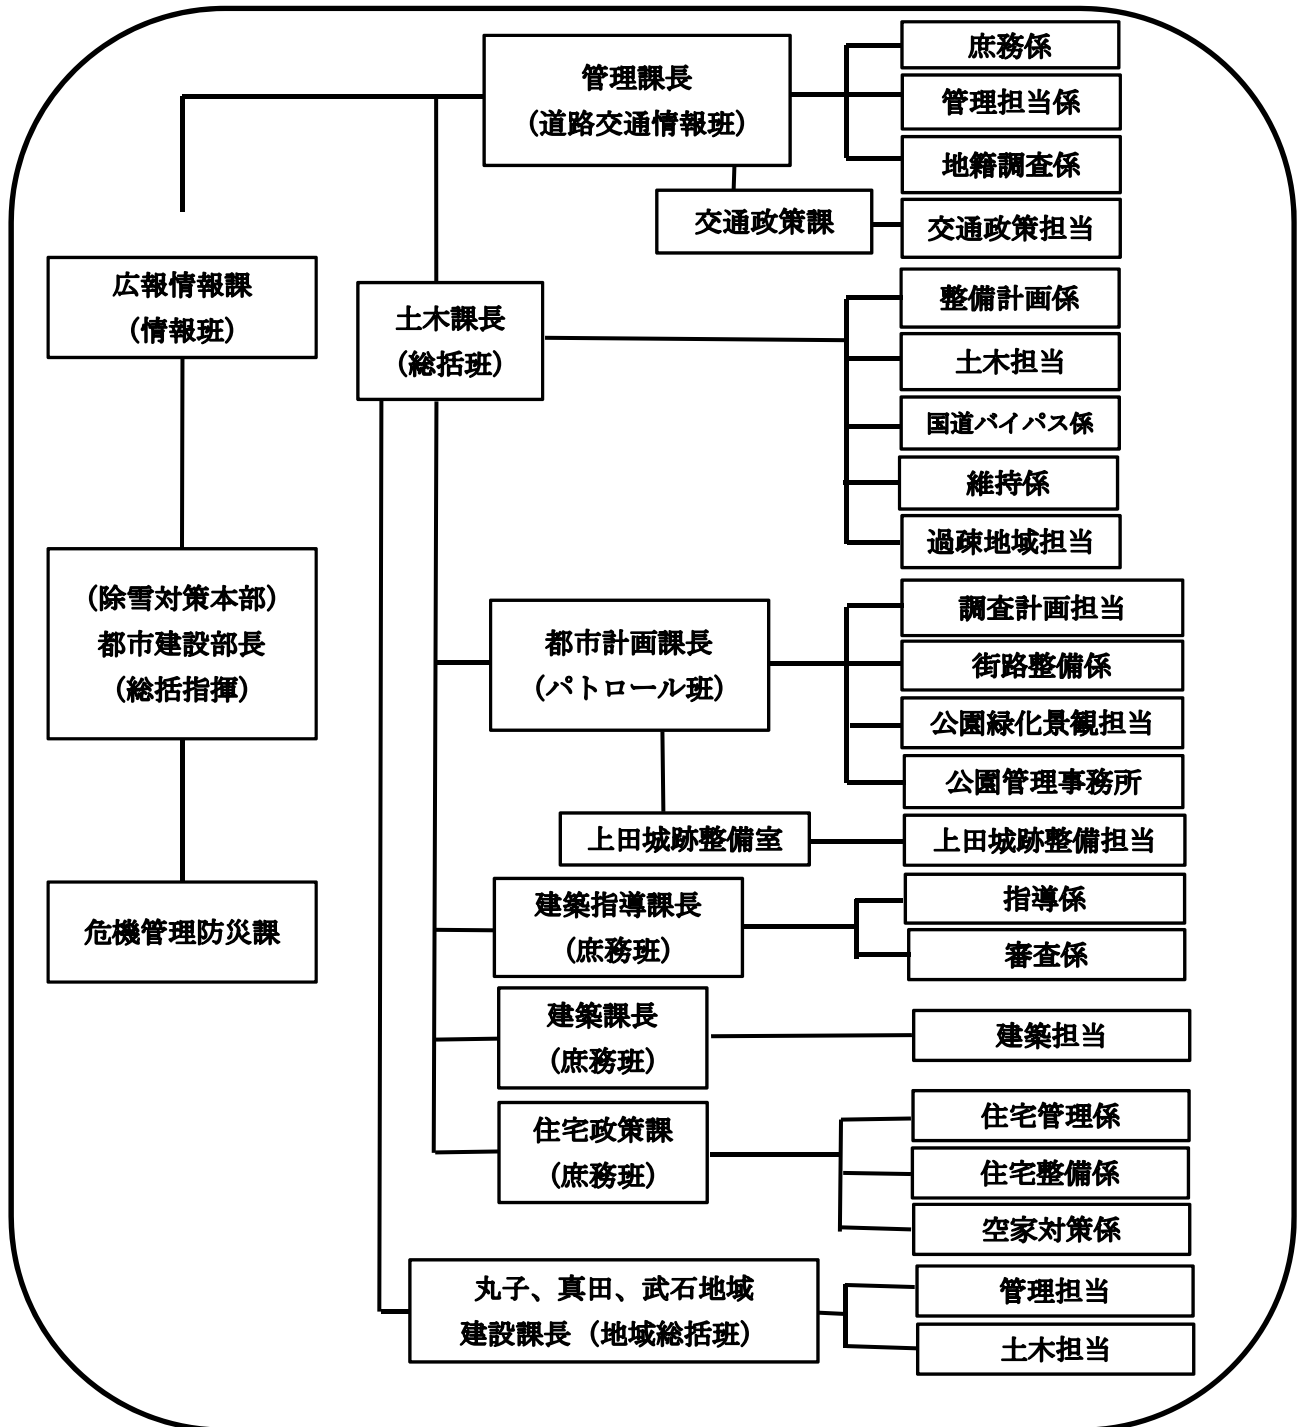 管理課長
（道路交通情報班）
庶務係
管理担当係
地籍調査係
交通政策課
交通政策担当
広報情報課
（情報班）
土木課長
（総括班）
整備計画係
土木担当
国道バイパス係
維持係
過疎地域担当
（除雪対策本部）
都市建設部長
（総括指揮）
都市計画課長
（パトロール班）
調査計画担当
街路整備係
公園緑化景観担当
公園管理事務所
上田城跡整備室
上田城跡整備担当
危機管理防災課
建築指導課長
（庶務班）
指導係
審査係
建築課長
（庶務班）
建築担当
住宅政策課
（庶務班）
住宅管理係
住宅整備係
空家対策係
丸子、真田、武石地域
建設課長（地域総括班）
管理担当
土木担当